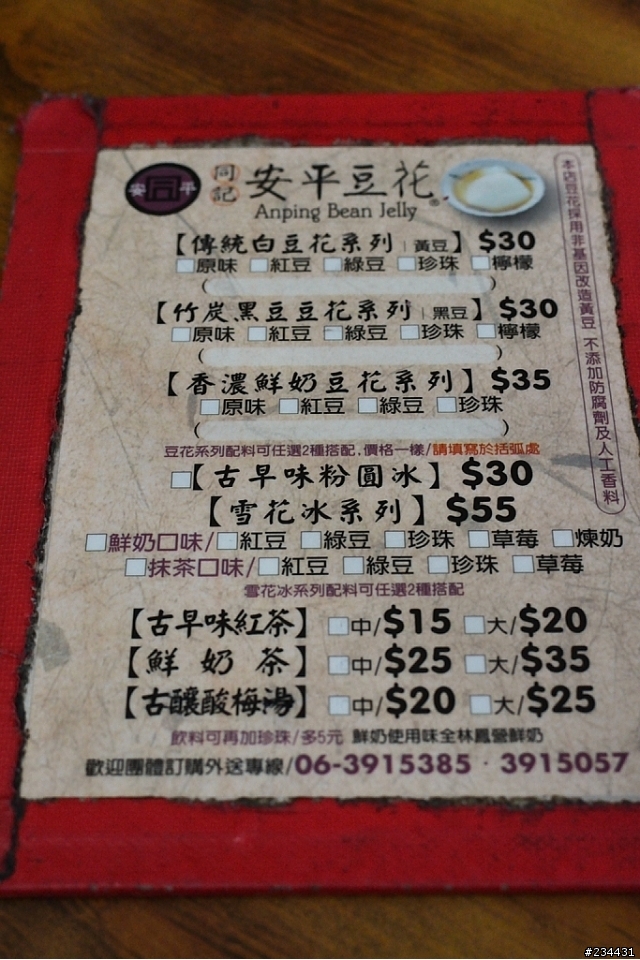 安同平 同記 安平豆花®
Anping Bean Jelly
【傳統白豆花系列|黃豆】$30
□原味 □紅豆 □綠豆 □珍珠 □檸檬
( )
【竹炭黑豆豆花系列|黑豆】$30
□原味 □紅豆 □綠豆 □珍珠 □檸檬
( )
【香濃鮮奶豆花系列】$35
□原味 □紅豆 □綠豆 □珍珠
( )
豆花系列配料可任選2種搭配,價格一樣/請填寫於括弧處
□【古早味粉圓冰】$30
【雪花冰系列】$55
□鮮奶口味/□紅豆 □綠豆 □珍珠 □草莓 □煉奶
□抹茶口味/□紅豆 □綠豆 □珍珠 □草莓
雪花冰系列配料可任選2種搭配
【古早味紅茶】 □中/$15 □大/$20
【鮮奶茶】 □中/$25 □大/$35
【古釀酸梅湯】 □中/$20 □大/$25
飲料可再加珍珠/多5元 鮮奶使用味全林鳳營鮮奶
歡迎團體訂購外送專線/06-3915385・3915057
本店豆花採用非基因改造黃豆 不添加防腐劑及人工香料
#234431